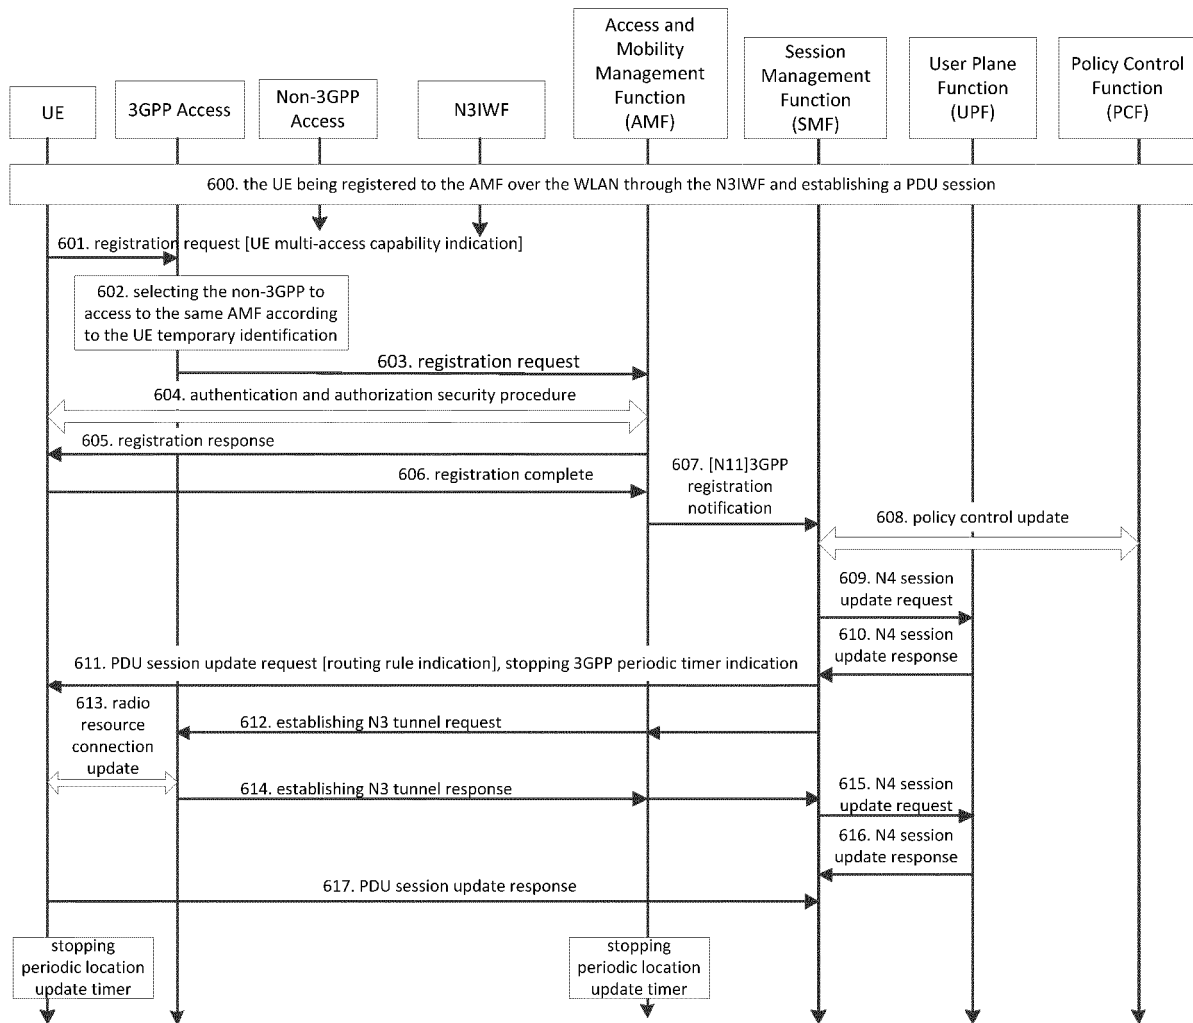 UE
3GPP Access
Non-3GPP
Access
N3IWF
Access and
Mobility
Management
Function
(AMF)
Session
Management
Function
(SMF)
User Plane
Function
(UPF)
Policy Control
Function
(PCF)
600. the UE being registered to the AMF over the WLAN through the N3IWF and establishing a PDU session
601. registration request [UE multi-access capability indication]
602. selecting the non-3GPP to
access to the same AMF according
to the UE temporary identification
603. registration request
604. authentication and authorization security procedure
605. registration response
606. registration complete
607. [N11]3GPP
registration
notification
608. policy control update
609. N4 session
update request
610. N4 session
update response
611. PDU session update request [routing rule indication], stopping 3GPP periodic timer indication
613. radio
resource
connection
update
612. establishing N3 tunnel request
614. establishing N3 tunnel response
615. N4 session
update request
616. N4 session
update response
617. PDU session update response
stopping
periodic location
update timer
stopping
periodic location
update timer